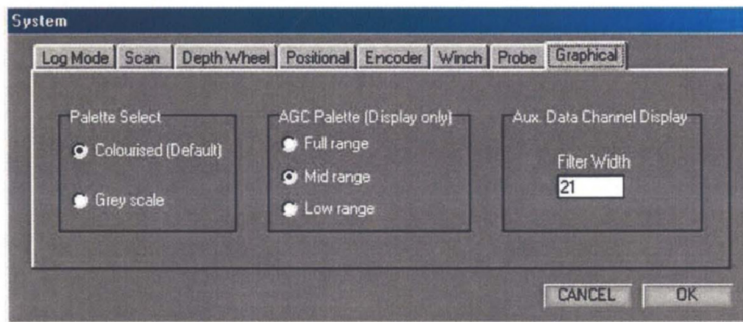 System
Log Mode Scan Depth Wheel Positional Encoder Winch Probe Graphical
Palette Select
Colourised (Default)
Grey scale
AGC Palette (Display only)
Full range
Mid range
Low range
Aux. Data Channel Display
Filter Width
21
CANCEL OK